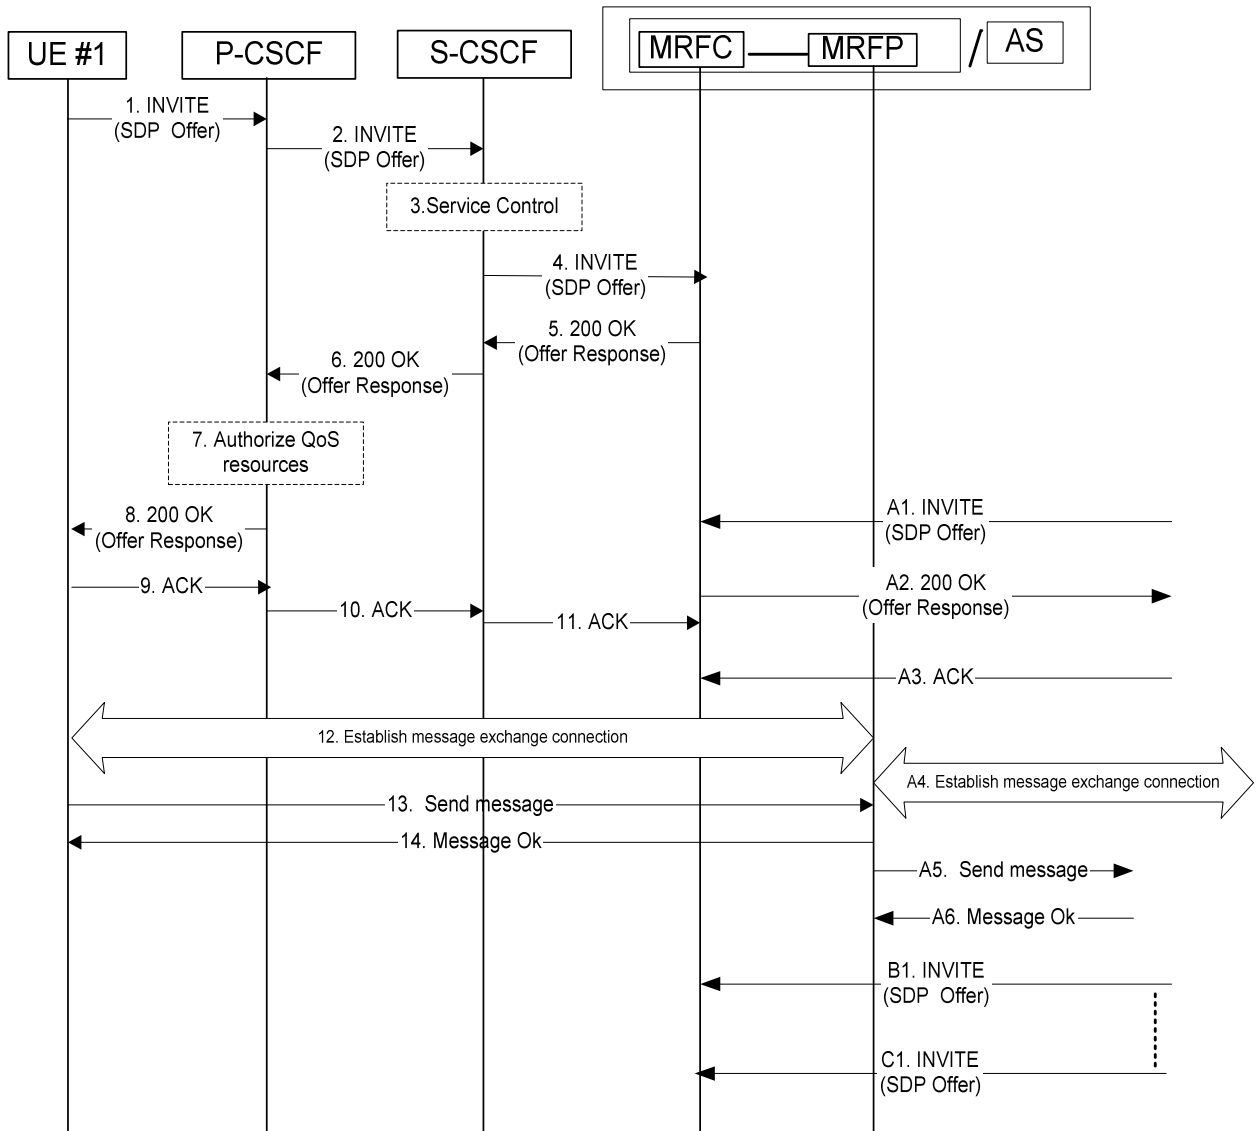 UE #1
P-CSCF
S-CSCF
MRFC
MRFP
/
AS
1. INVITE
(SDP Offer)
2. INVITE
(SDP Offer)
3.Service Control
4. INVITE
(SDP Offer)
5. 200 OK
(Offer Response)
6. 200 OK
(Offer Response)
7. Authorize QoS
resources
8. 200 OK
(Offer Response)
A1. INVITE
(SDP Offer)
9. ACK
A2. 200 OK
(Offer Response)
10. ACK
11. ACK
A3. ACK
12. Establish message exchange connection
A4. Establish message exchange connection
13. Send message
14. Message Ok
A5. Send message
A6. Message Ok
B1. INVITE
(SDP Offer)
C1. INVITE
(SDP Offer)